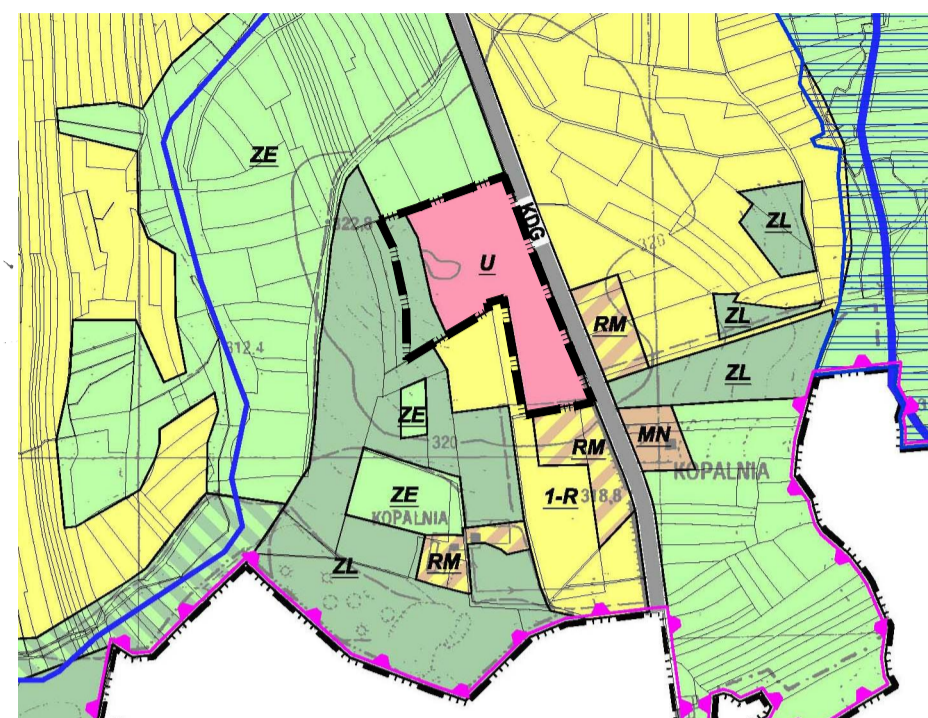 ZE
KDG
ZL
322,8
320
U
RM
ZL
312,4
ZL
ZE
MN
320
RM
KOPALNIA
ZE
1-R
318,8
KOPALNIA
ZL
RM